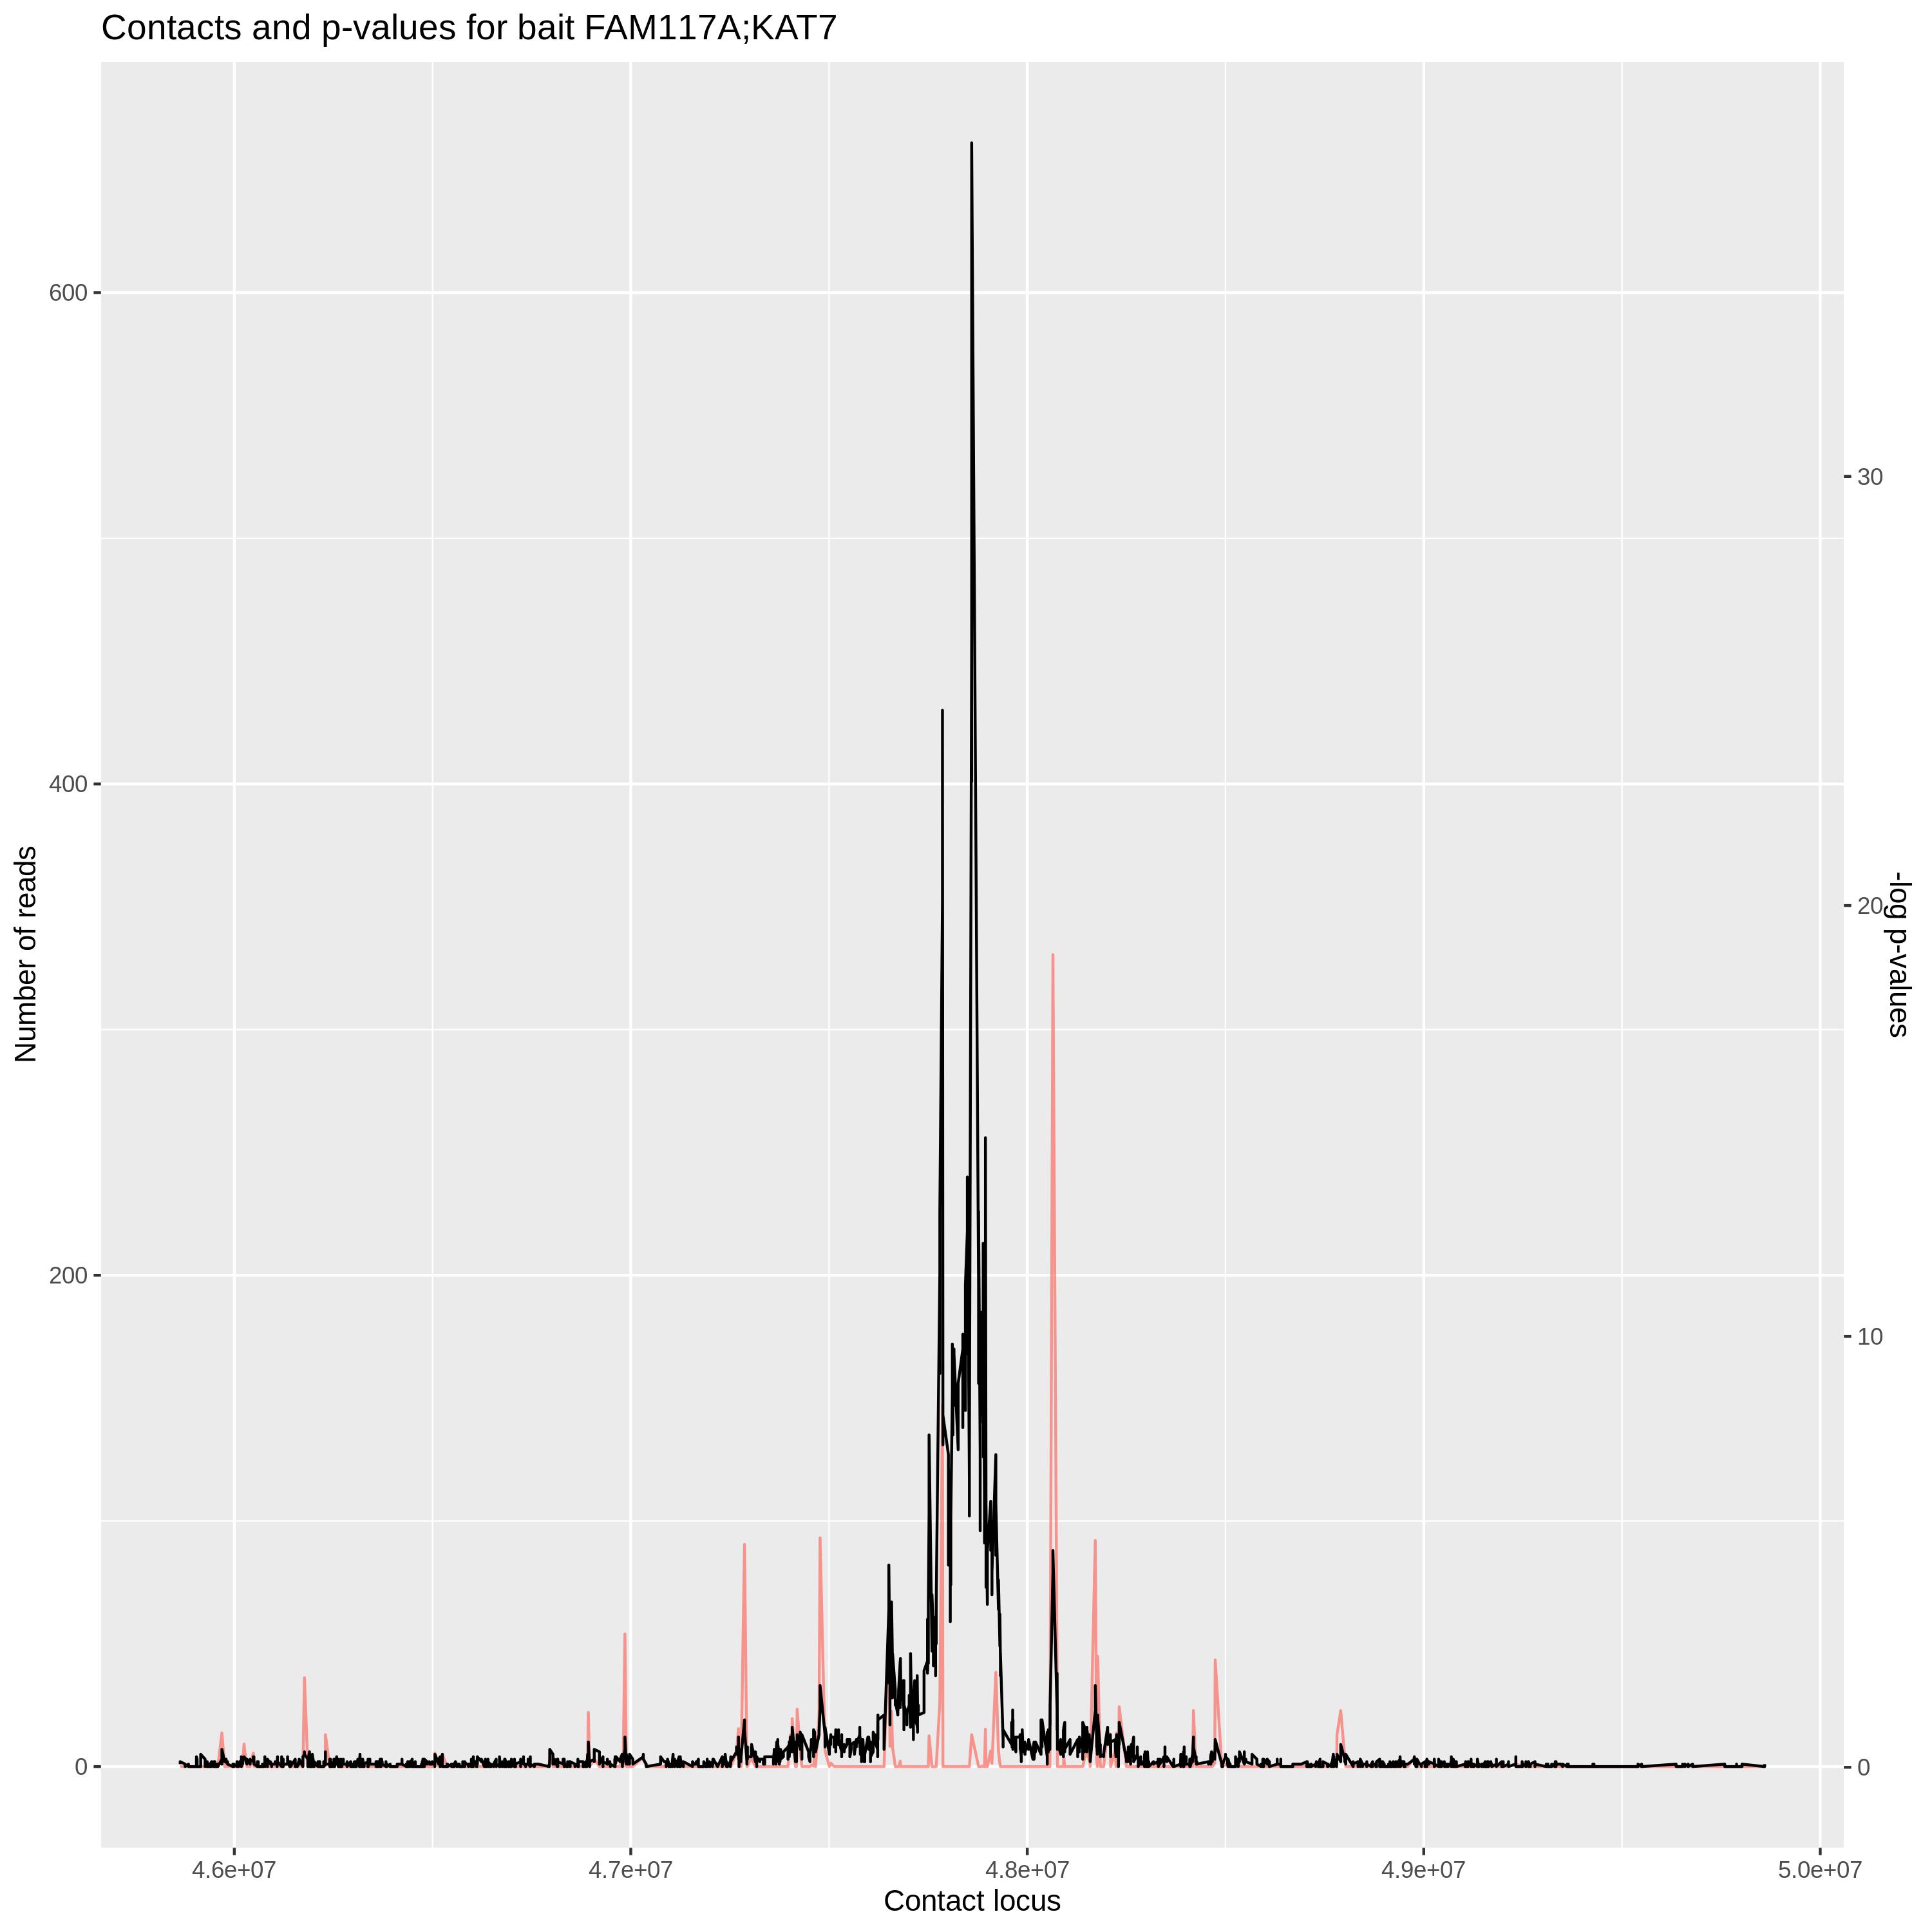 Contacts and p-values for bait FAM117A;KAT7
600
400
200
0
Number of reads
30
20
10
0
-log p-values
4.6e+07
4.7e+07
4.8e+07
4.9e+07
5.0e+07
Contact locus